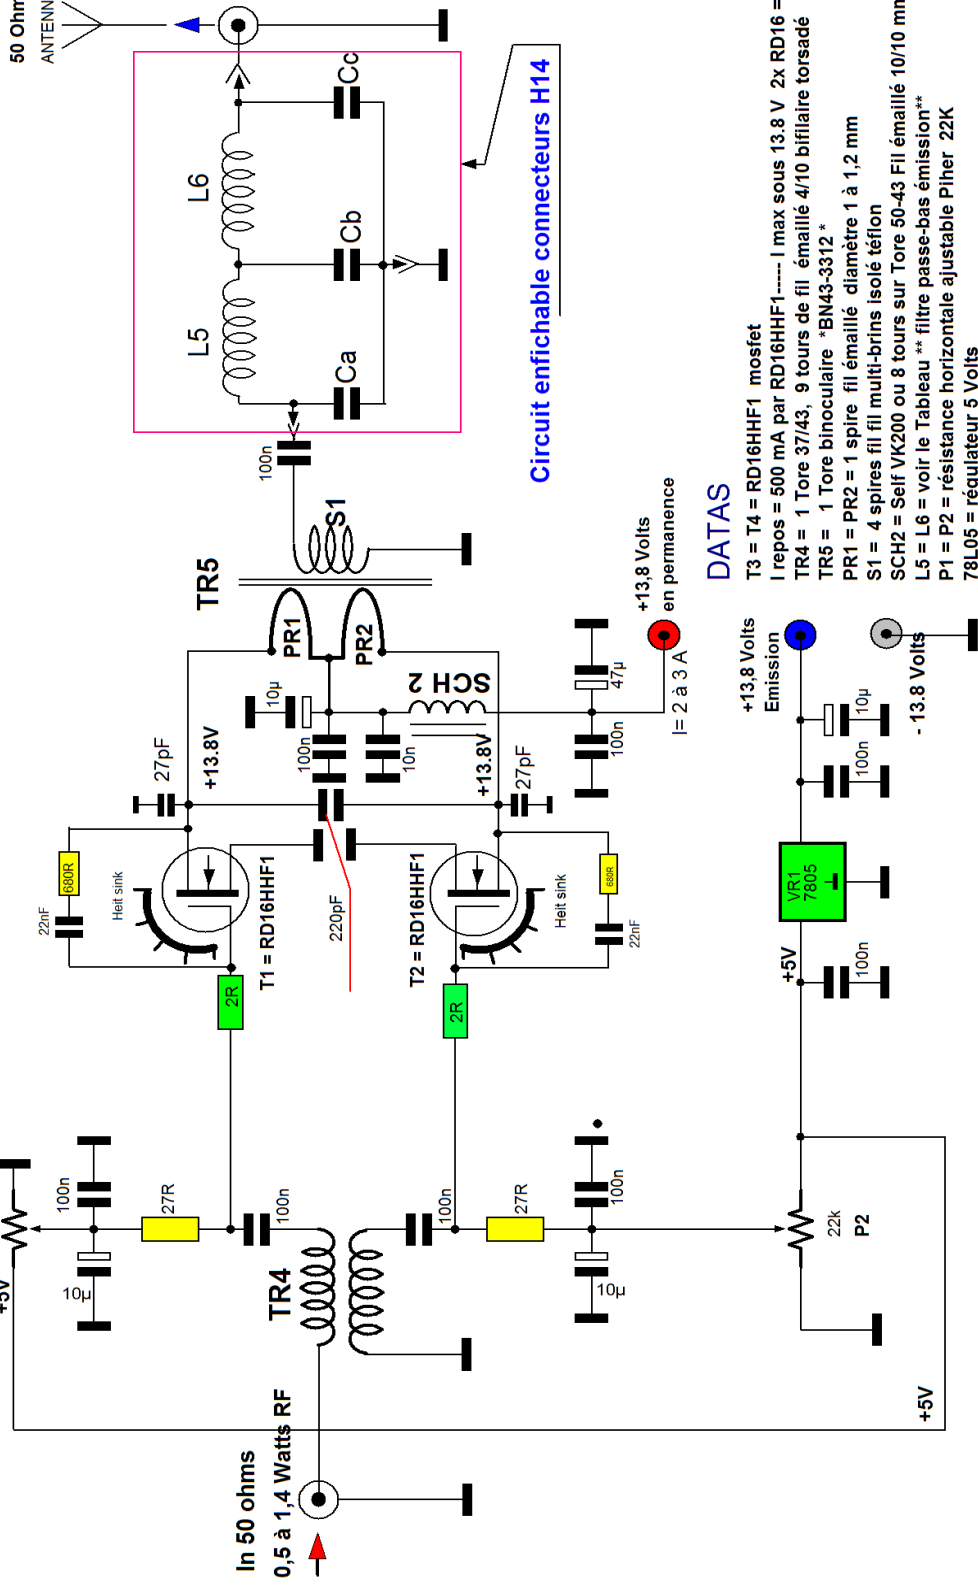 50 Ohm
ANTENN
L5
L6
Ca
Cb
Cc
100n
Circuit enfichable connecteurs H14
TR5
S1
PR1
PR2
SCH 2
10µ
100n
10n
47µ
100n
+13,8 Volts
en permanence
I= 2 à 3 A
27pF
+13.8V
+13.8V
27pF
680R
22nF
Heit sink
T1 = RD16HHF1
220pF
T2 = RD16HHF1
Heit sink
680R
22nF
2R
2R
100n
27R
10µ
100n
TR4
100n
27R
100n
10µ
22k
P2
+5V
+5V
In 50 ohms
0,5 à 1,4 Watts RF
+5V
100n
VR1
7805
100n
10µ
+13,8 Volts
Emission
- 13.8 Volts
DATAS
T3 = T4 = RD16HHF1 mosfet
I repos = 500 mA par RD16HHF1----- I max sous 13.8 V 2x RD16 =
TR4 = 1 Tore 37/43, 9 tours de fil émaillé 4/10 bifilaire torsadé
TR5 = 1 Tore binoculaire *BN43-3312 *
PR1 = PR2 = 1 spire fil émaillé diamètre 1 à 1,2 mm
S1 = 4 spires fil fil multi-brins isolé téflon
SCH2 = Self VK200 ou 8 tours sur Tore 50-43 Fil émaillé 10/10 mm
L5 = L6 = voir le Tableau ** filtre passe-bas émission**
P1 = P2 = résistance horizontale ajustable Piher 22K
78L05 = régulateur 5 Volts